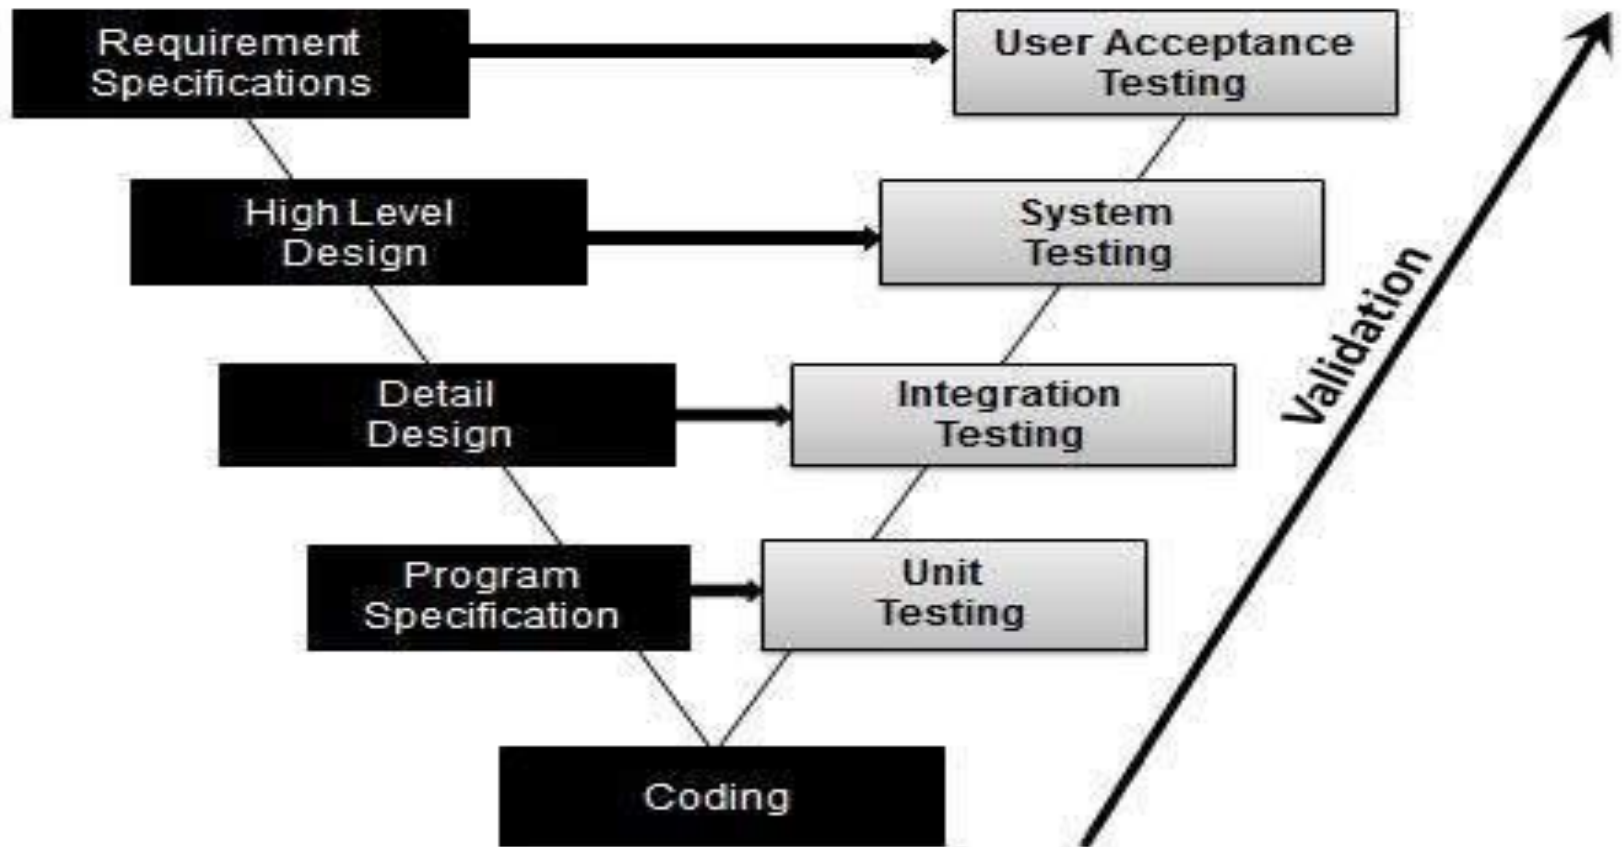 Requirement
Specifications
User Acceptance
Testing
High Level
Design
System
Testing
Validation
Detail
Design
Integration
Testing
Program
Specification
Unit
Testing
Coding